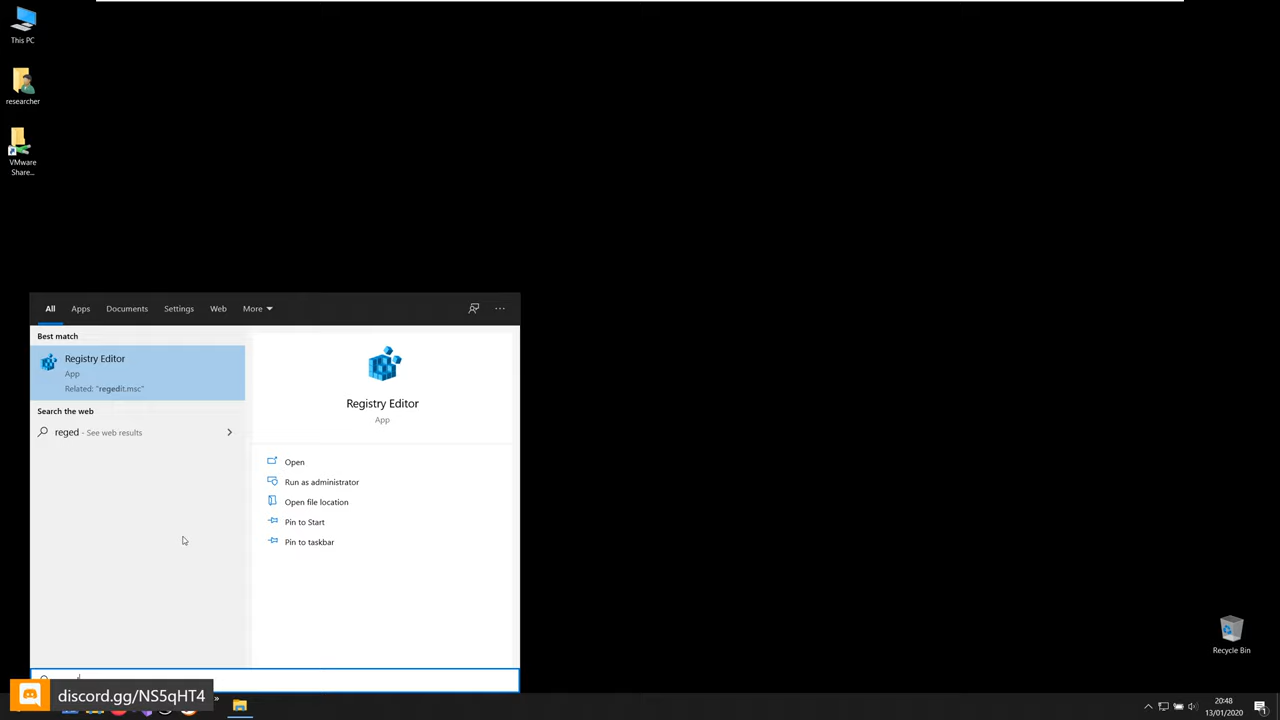 This PC
researcher
VMware
Share...
All
Apps
Documents
Settings
Web
More
Best match
Registry Editor
App
Related: "regedit.msc"
Search the web
reged - See web results
Registry Editor
App
Open
Run as administrator
Open file location
Pin to Start
Pin to taskbar
Recycle Bin
discord.gg/NS5qHT4
20:48
13/01/2020
1